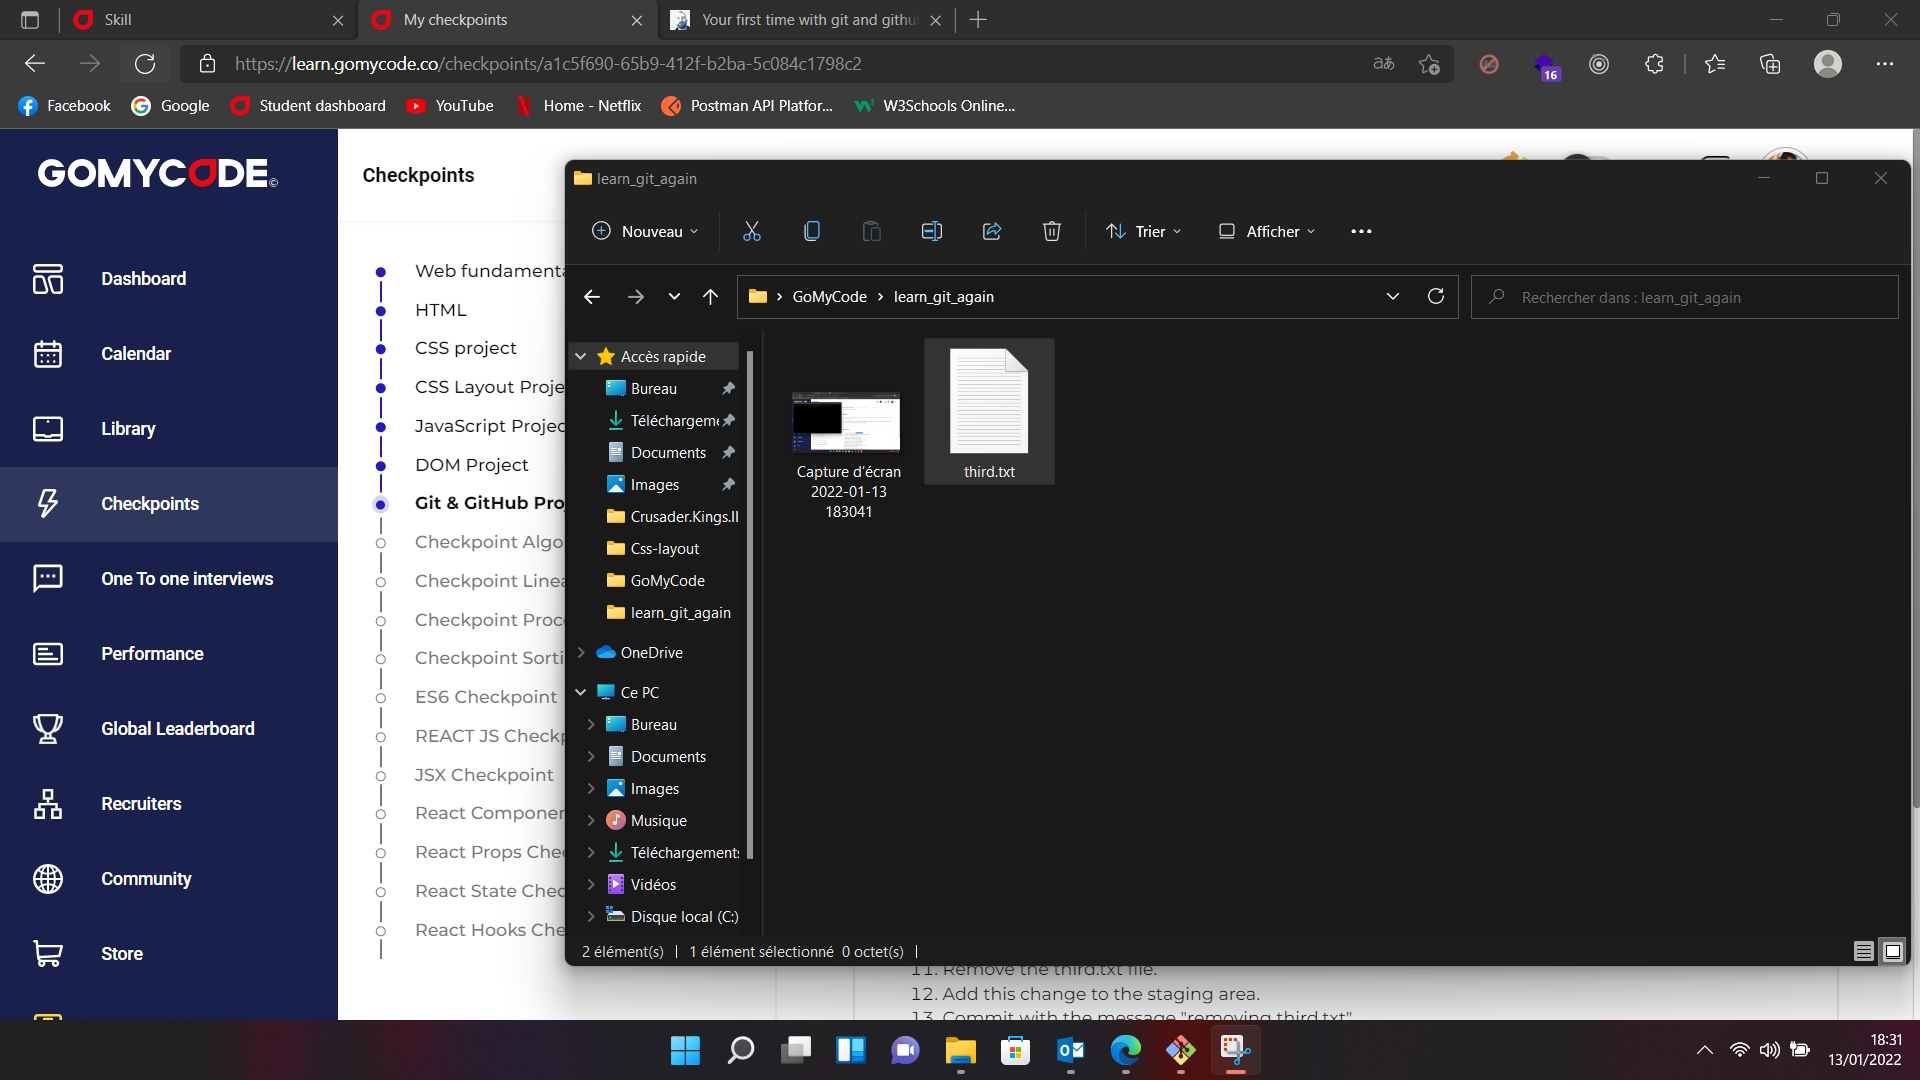 Skill
My checkpoints
Your first time with git and githu
https://learn.gomycode.co/checkpoints/a1c5f690-65b9-412f-b2ba-5c084c1798c2
16
Facebook
Google
Student dashboard
YouTube
Home - Netflix
Postman API Platfor...
W3Schools Online...
GOMYCODE©
Dashboard
Calendar
Library
Checkpoints
One To one interviews
Performance
Global Leaderboard
Recruiters
Community
Store
Checkpoints
Web fundamenta
HTML
CSS project
CSS Layout Proje
JavaScript Projec
DOM Project
Git & GitHub Pro
Checkpoint Algo
Checkpoint Linea
Checkpoint Proc
Checkpoint Sorti
ES6 Checkpoint
REACT JS Check
JSX Checkpoint
React Componen
React Props Che
React State Chec
React Hooks Che
learn_git_again
Nouveau
Trier
Afficher
GoMyCode > learn_git_again
Rechercher dans : learn_git_again
Accès rapide
Bureau
Téléchargeme
Documents
Images
Crusader.Kings.II
Css-layout
GoMyCode
learn_git_again
OneDrive
Ce PC
Bureau
Documents
Images
Musique
Téléchargements
Vidéos
Disque local (C:)
Capture d'écran
2022-01-13
183041
third.txt
2 élément(s)
1 élément sélectionné 0 octet(s)
11. Remove the third.txt file.
12. Add this change to the staging area.
13. Commit with the message "removing third.txt"
18:31
13/01/2022